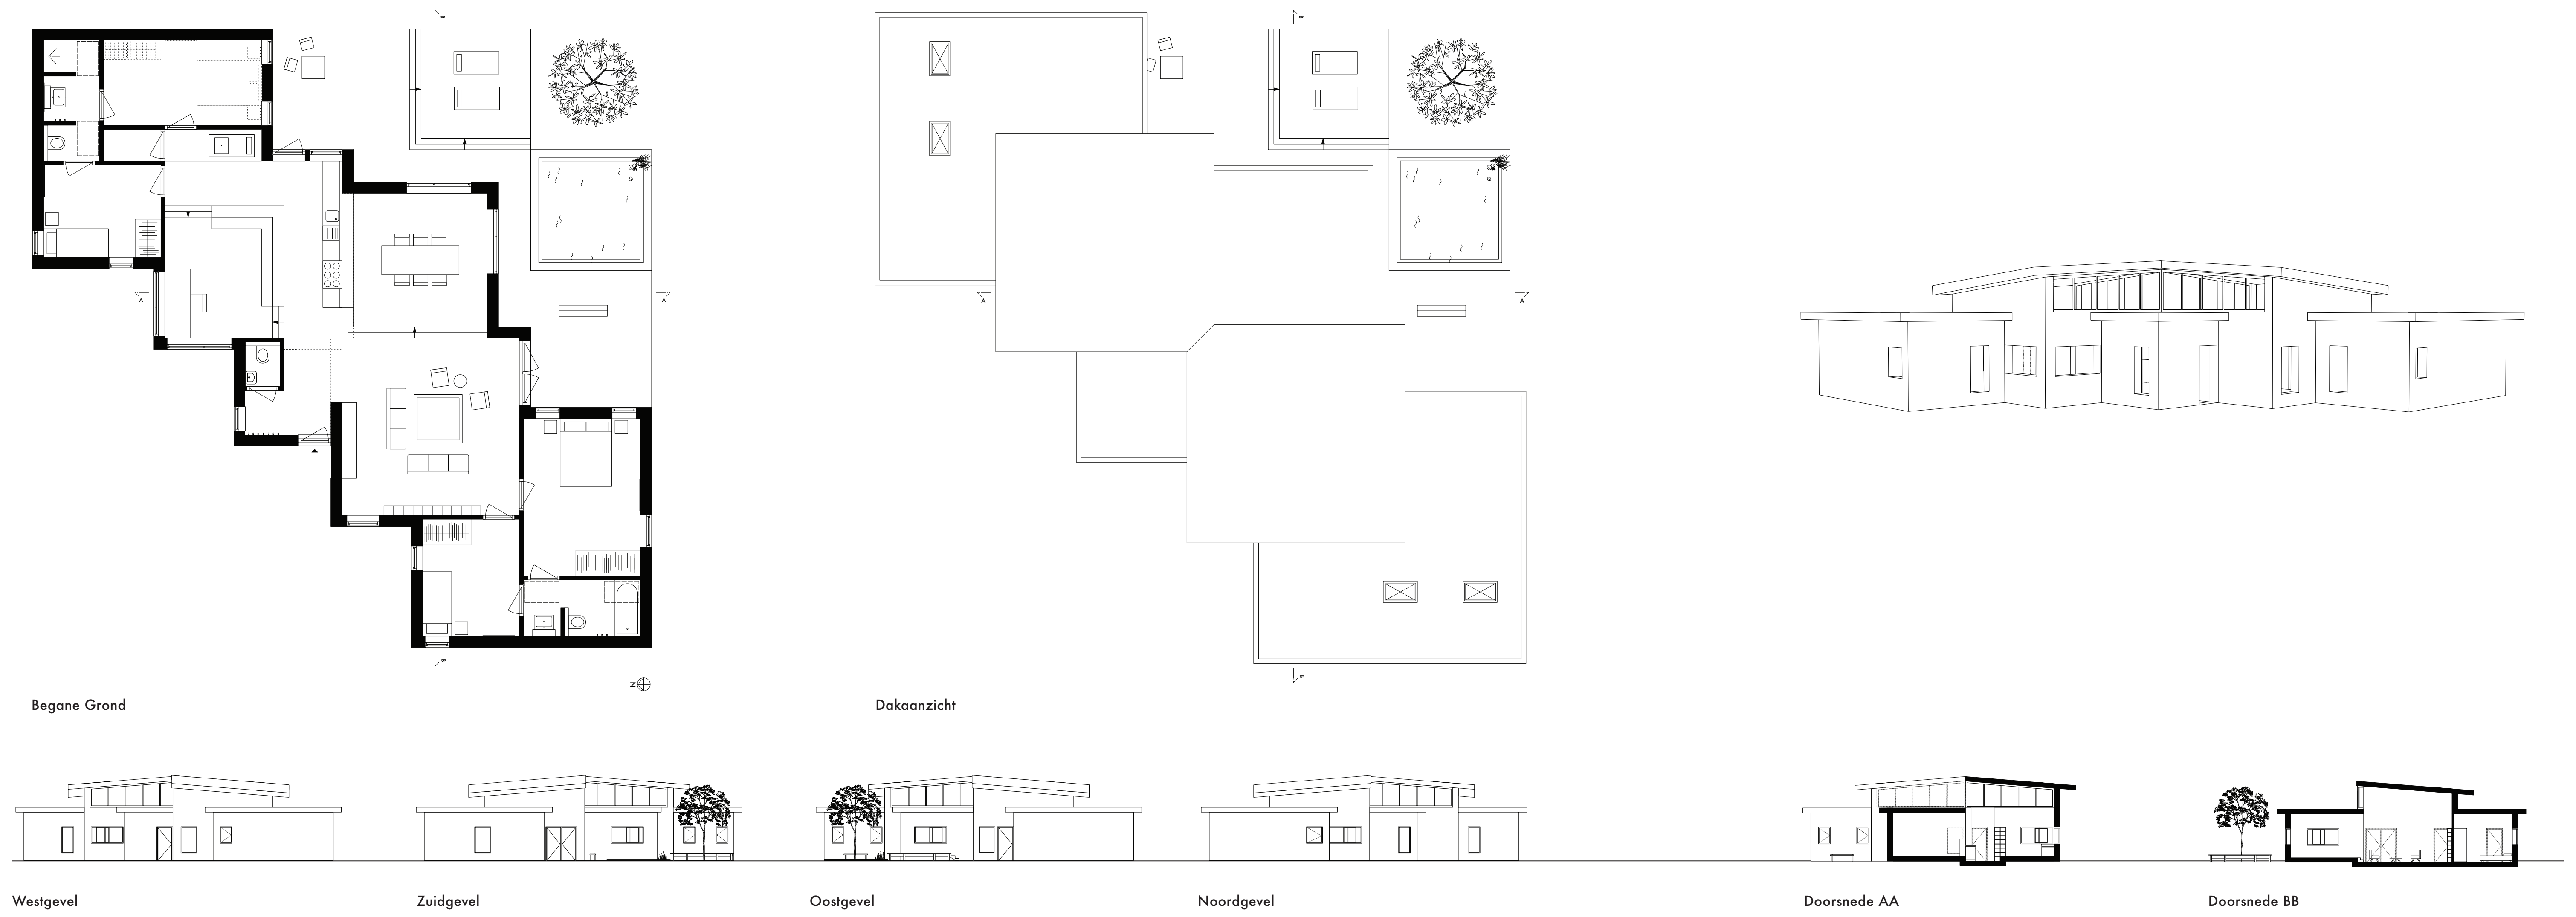 B
B
A
A
A
A
B
N
B
Begane Grond
Dakaanzicht
Westgevel
Zuidgevel
Oostgevel
Noordgevel
Doorsnede AA
Doorsnede BB